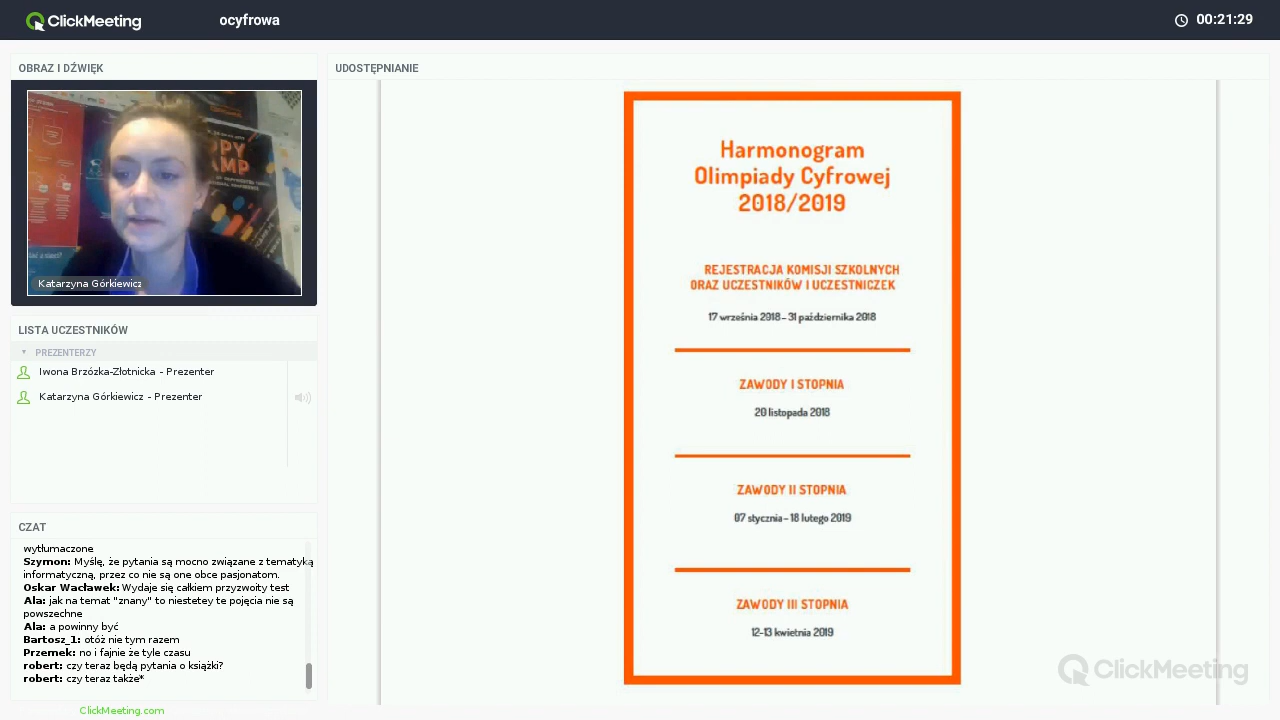 ClickMeeting
ocyfrowa
00:21:29
OBRAZ I DŹWIĘK
PY
AMP
Katarzyna Górkiewicz
LISTA UCZESTNIKÓW
PREZENTERZY
Iwona Brzózka-Złotnicka - Prezenter
Katarzyna Górkiewicz - Prezenter
CZAT
wytłumaczone
Szymon: Myślę, że pytania są mocno związane z tematyką
informatyczną, przez co nie są one obce pasjonatom.
Oskar Wacławek: Wydaje się całkiem przyzwoity test
Ala: jak na temat "znany" to niestetey te pojęcia nie są
powszechne
Ala: a powinny być
Bartosz_1: otóż nie tym razem
Przemek: no i fajnie że tyle czasu
robert: czy teraz będą pytania o książki?
robert: czy teraz także*
ClickMeeting.com
UDOSTĘPNIANIE
Harmonogram
Olimpiady Cyfrowej
2018/2019
REJESTRACJA KOMISJI SZKOLNYCH
ORAZ UCZESTNIKÓW I UCZESTNICZEK
17 września 2018 – 31 października 2018
ZAWODY I STOPNIA
20 listopada 2018
ZAWODY II STOPNIA
07 stycznia – 18 lutego 2019
ZAWODY III STOPNIA
12-13 kwietnia 2019
ClickMeeting